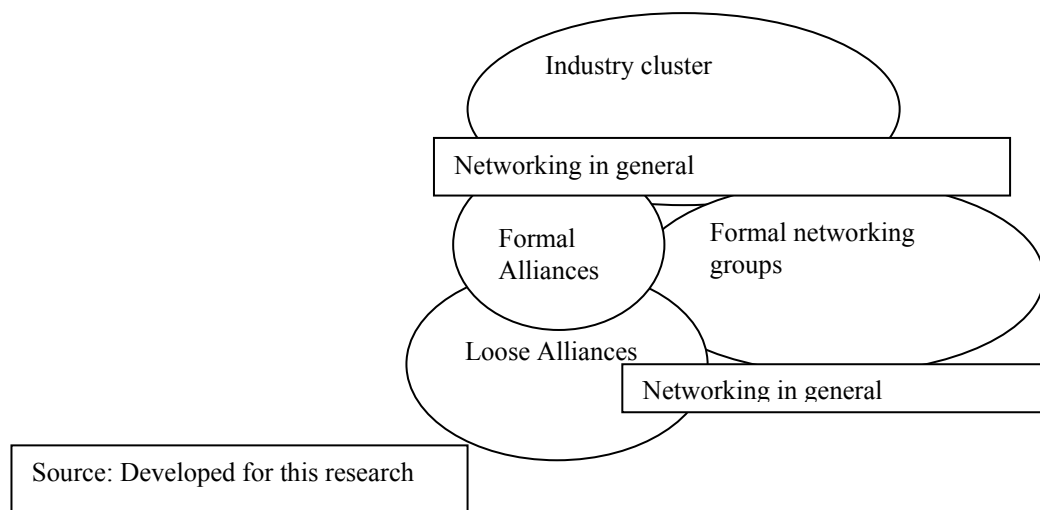 Industry cluster
Networking in general
Formal
Alliances
Formal networking
groups
Loose Alliances
Networking in general
Source: Developed for this research